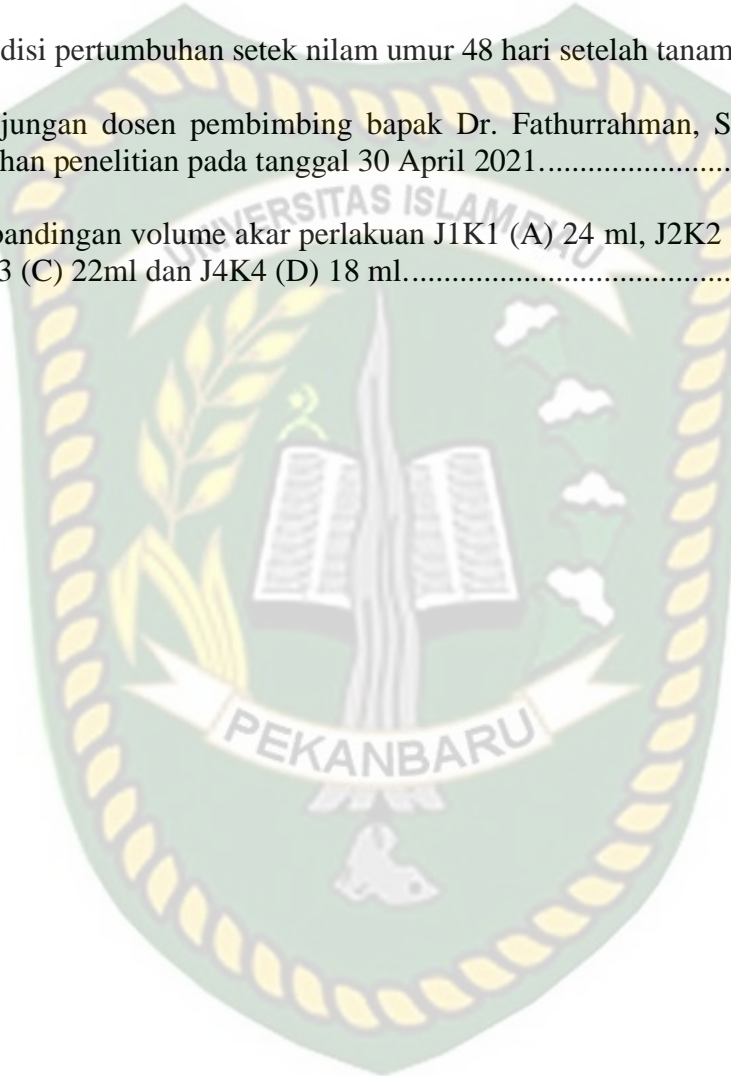 disi pertumbuhan setek nilam umur 48 hari setelah tanam
jungan dosen pembimbing bapak Dr. Fathurrahman, S
han penelitian pada tanggal 30 April 2021.......................
UNIVERSITAS ISLAM RIAU
bandingan volume akar perlakuan J1K1 (A) 24 ml, J2K2
3 (C) 22ml dan J4K4 (D) 18 ml.......................................
PEKANBARU